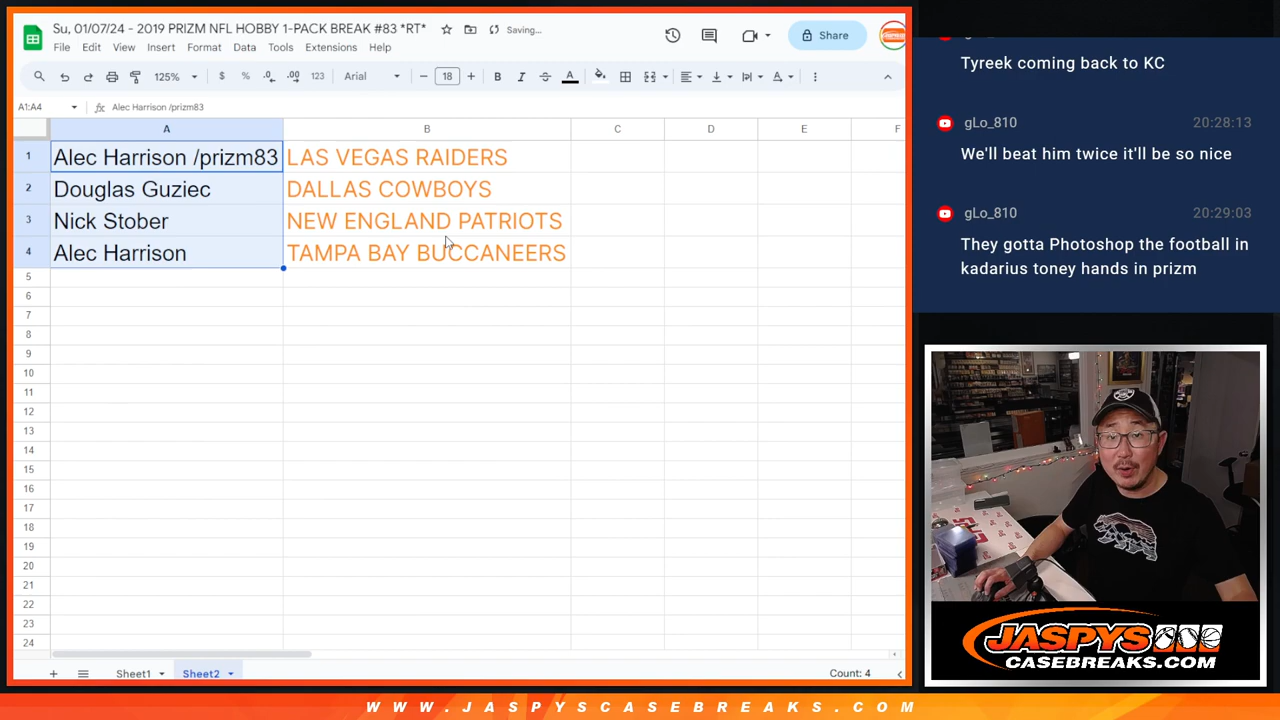 Su, 01/07/24 - 2019 PRIZM NFL HOBBY 1-PACK BREAK #83 *RT*
Saving...
File Edit View Insert Format Data Tools Extensions Help
Share
125% $ % .0 .00 123 Arial 18 B I A
A1:A4 fx Alec Harrison /prizm83
A B C D E F
1 Alec Harrison /prizm83 LAS VEGAS RAIDERS
2 Douglas Guziec DALLAS COWBOYS
3 Nick Stober NEW ENGLAND PATRIOTS
4 Alec Harrison TAMPA BAY BUCCANEERS
5
6
7
8
9
10
11
12
13
14
15
16
17
18
19
20
21
22
23
24
Sheet1 Sheet2 Count: 4
Tyreek coming back to KC
gLo_810 20:28:13
We'll beat him twice it'll be so nice
gLo_810 20:29:03
They gotta Photoshop the football in
kadarius toney hands in prizm
JASPYS
CASEBREAKS.COM
WWW.JASPYSCASEBREAKS.COM